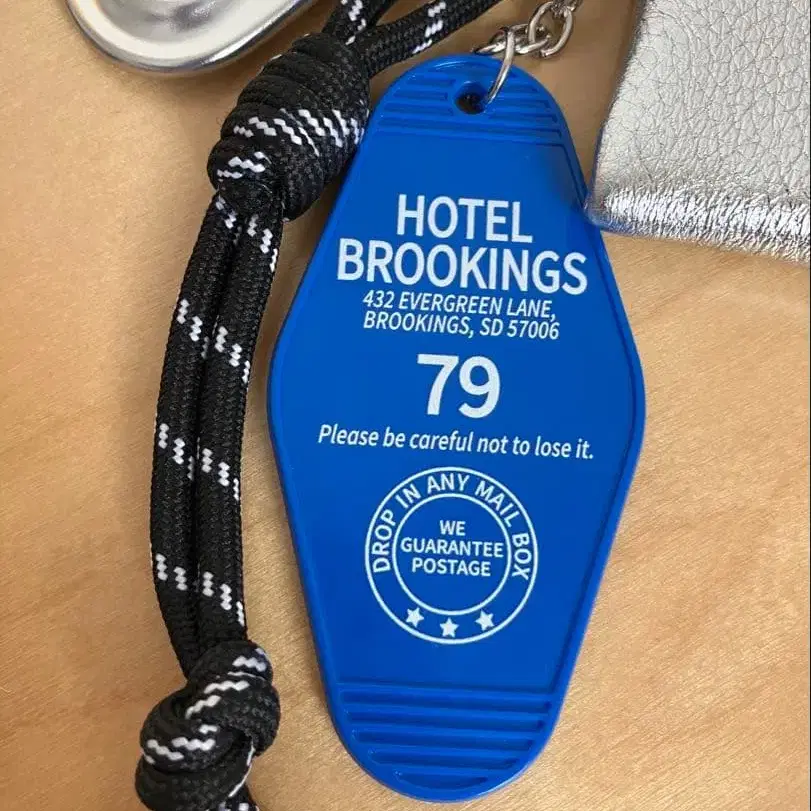 HOTEL
BROOKINGS
432 EVERGREEN LANE,
BROOKINGS, SD 57006
79
Please be careful not to lose it.
DROP IN ANY MAIL BOX
WE
GUARANTEE
POSTAGE